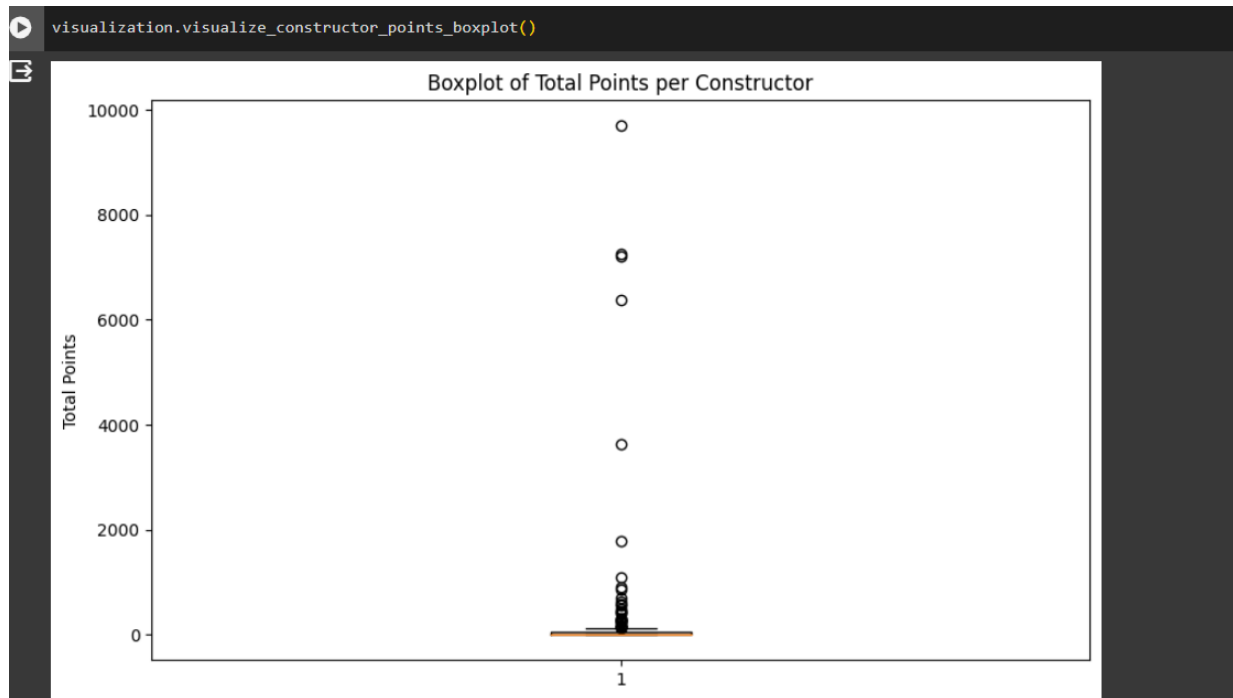 visualization.visualize_constructor_points_boxplot()
Boxplot of Total Points per Constructor
10000
8000
6000
4000
2000
0
Total Points
1